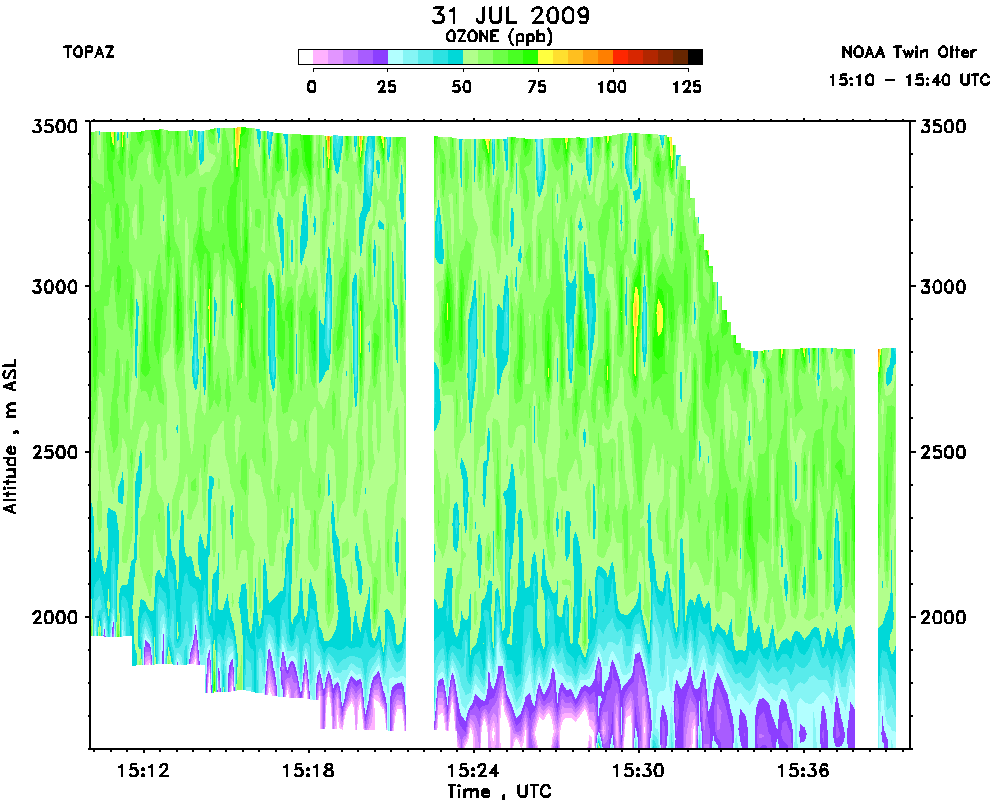 31 JUL 2009
OZONE (ppb)
TOPAZ
NOAA Twin Otter
0 25 50 75 100 125
15:10 – 15:40 UTC
3500 3500
3000 3000
2500 2500
2000 2000
Altitude , m ASL
15:12 15:18 15:24 15:30 15:36
Time , UTC